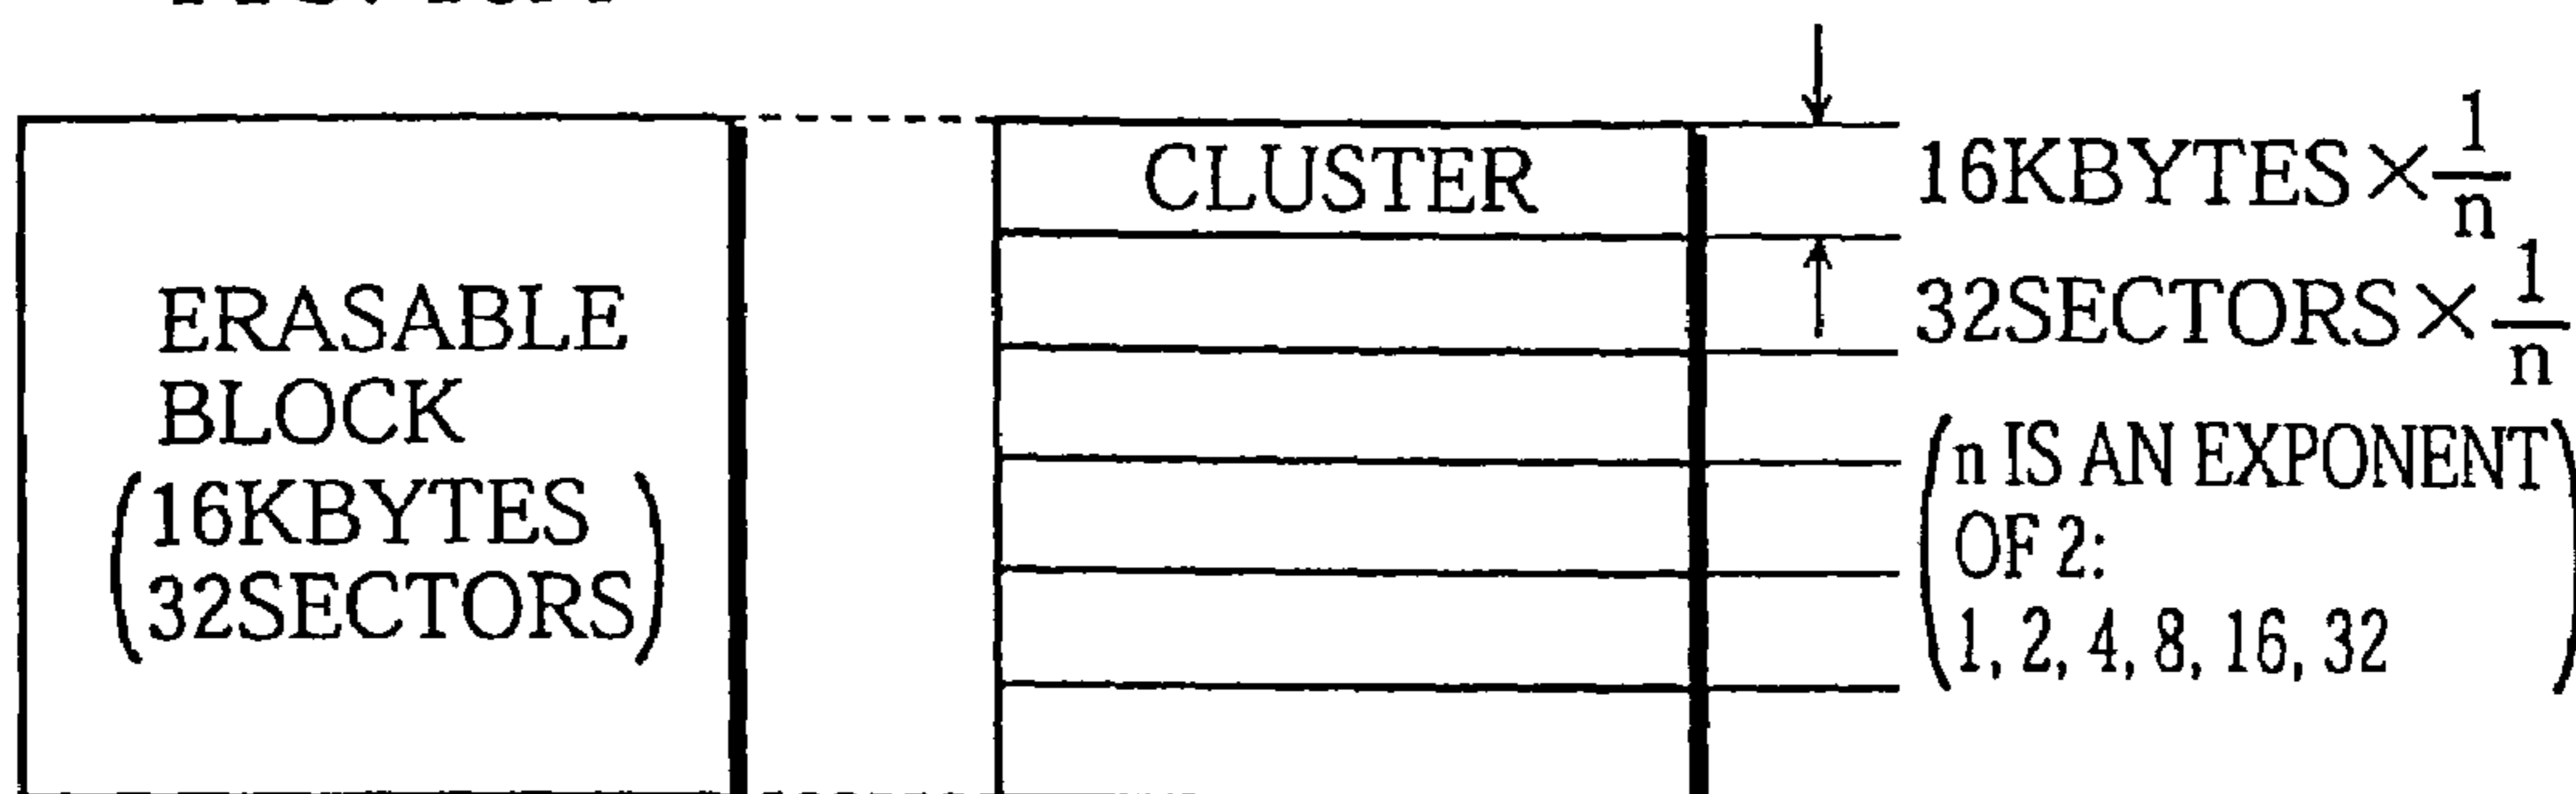 ERASABLE
BLOCK
(16KBYTES
32SECTORS)
CLUSTER
16KBYTES×1/n
32SECTORS×1/n
(n IS AN EXPONENT
OF 2:
1, 2, 4, 8, 16, 32)